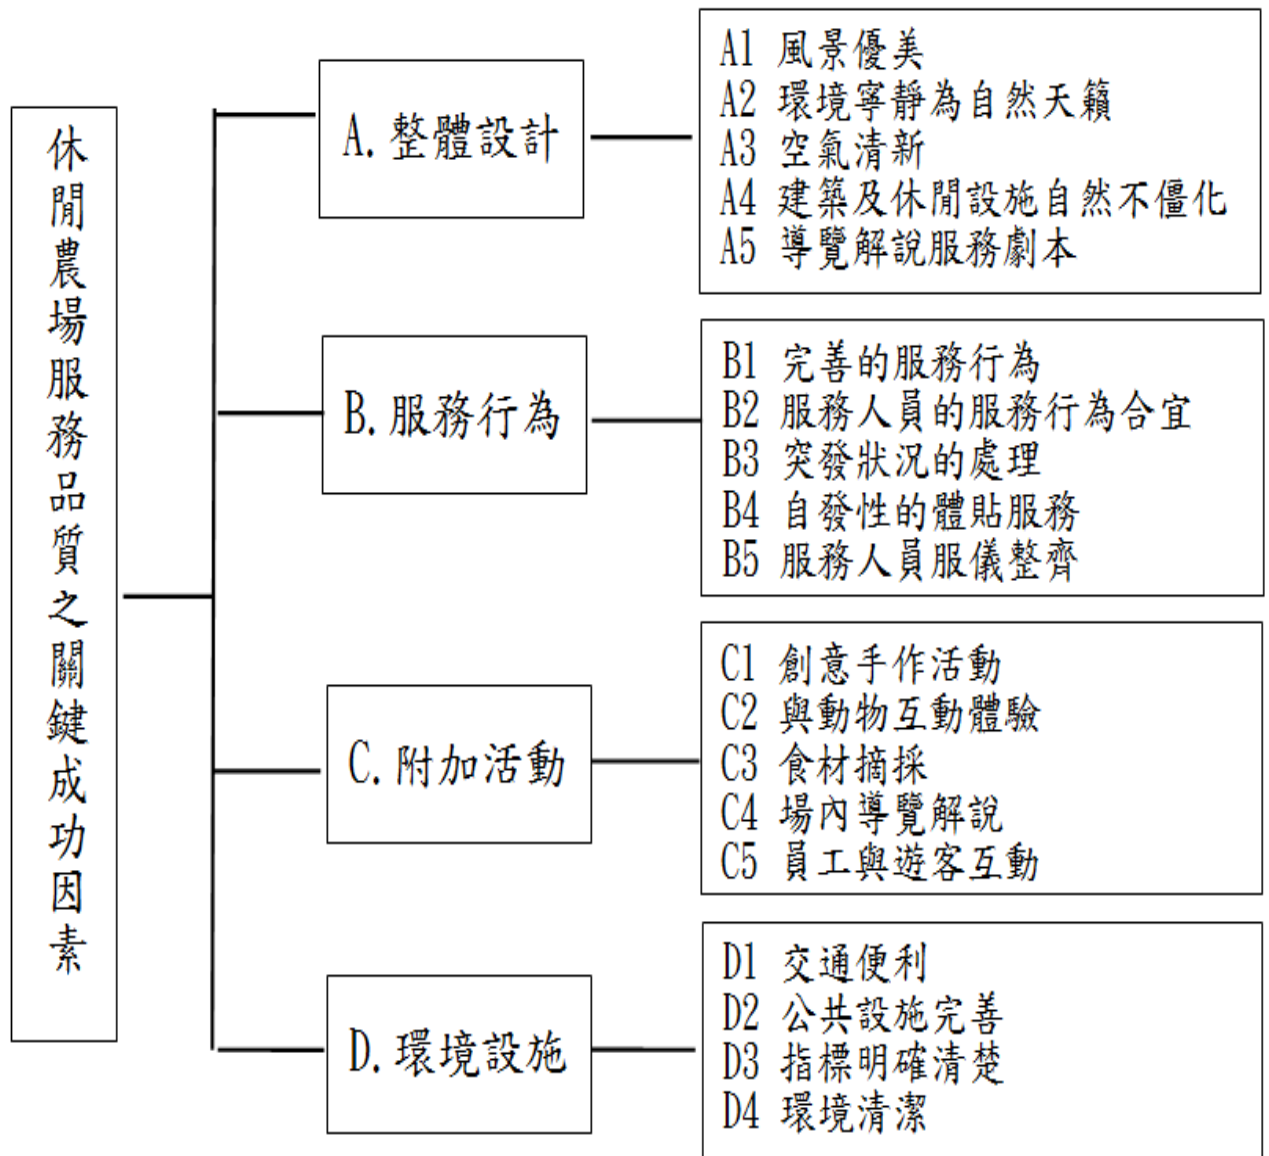 休閒農場服務品質之關鍵成功因素
A. 整體設計
A1 風景優美
A2 環境寧靜為自然天籟
A3 空氣清新
A4 建築及休閒設施自然不僵化
A5 導覽解說服務劇本
B. 服務行為
B1 完善的服務行為
B2 服務人員的服務行為合宜
B3 突發狀況的處理
B4 自發性的體貼服務
B5 服務人員服儀整齊
C. 附加活動
C1 創意手作活動
C2 與動物互動體驗
C3 食材摘採
C4 場內導覽解說
C5 員工與遊客互動
D. 環境設施
D1 交通便利
D2 公共設施完善
D3 指標明確清楚
D4 環境清潔